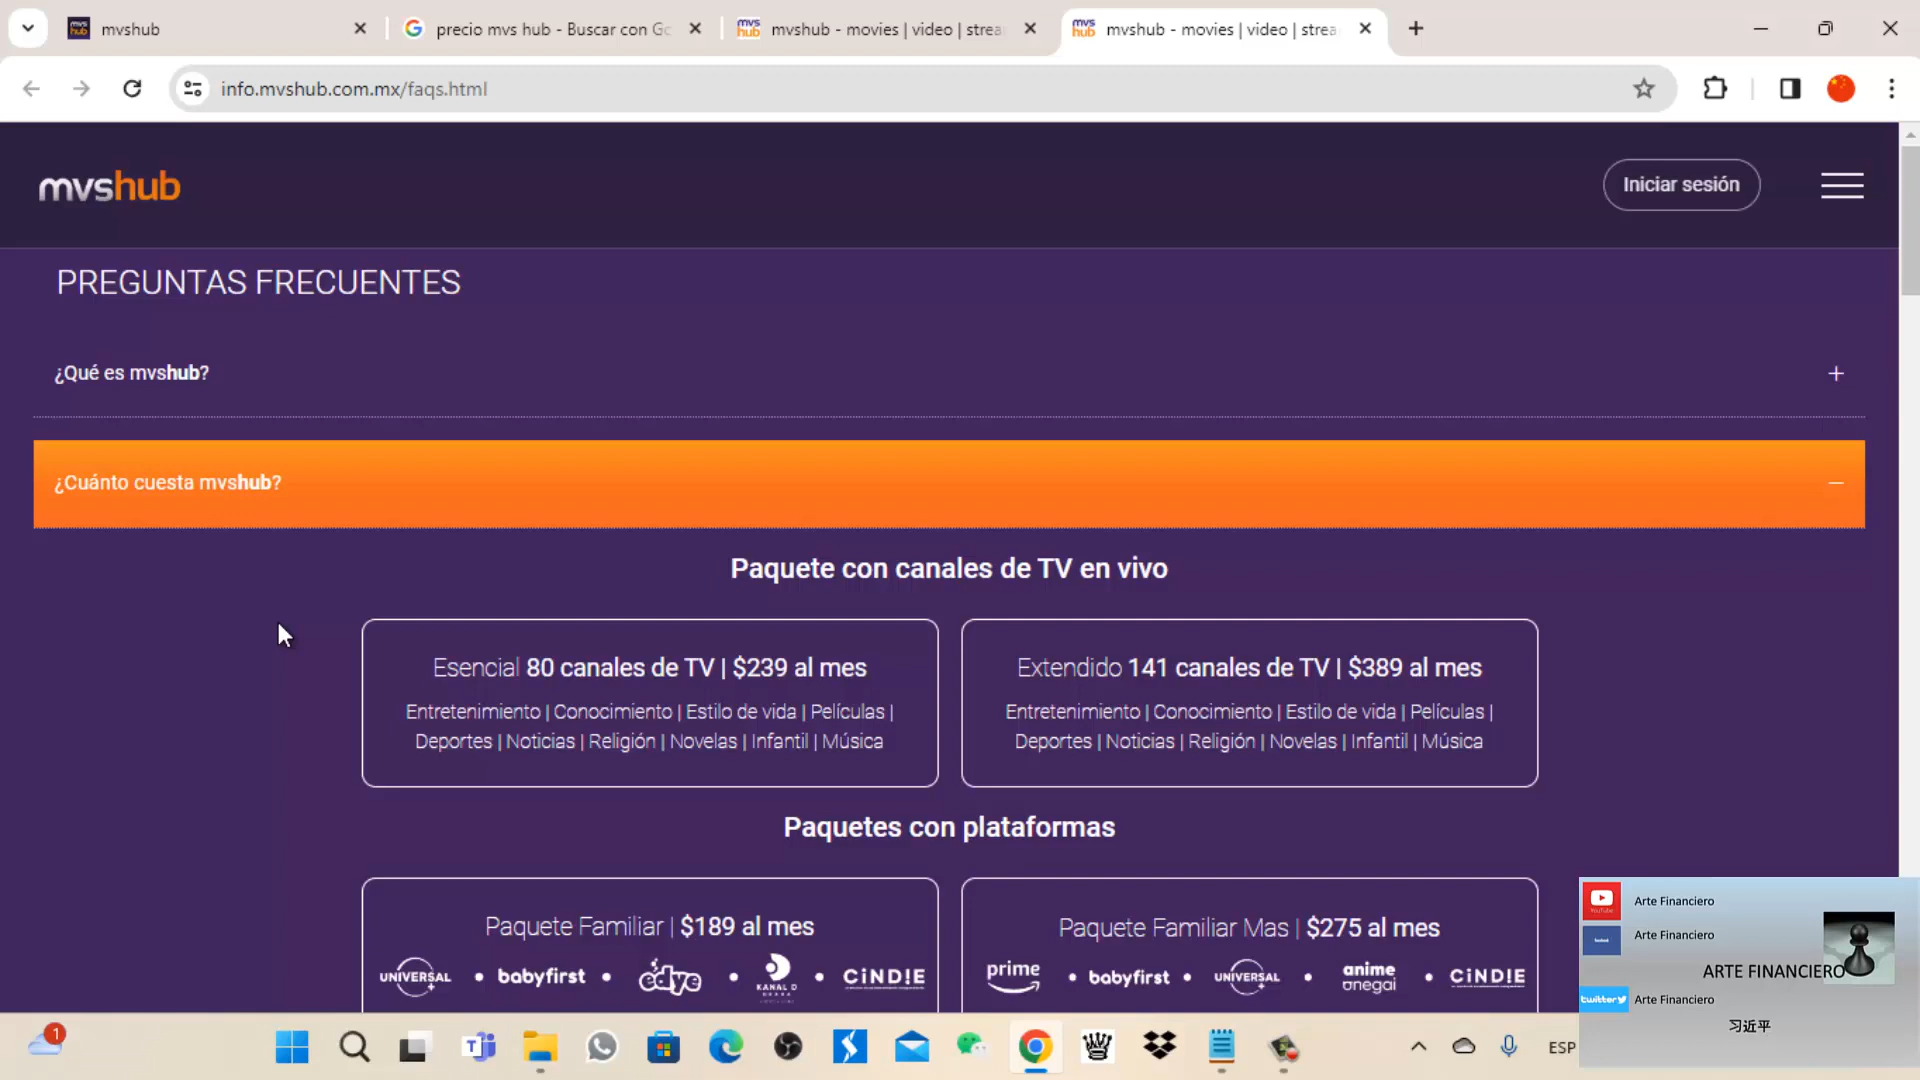 mvshub
precio mvs hub - Buscar con Go
mvshub - movies | video | strea
mvshub - movies | video | strea
info.mvshub.com.mx/faqs.html
mvshub
Iniciar sesión
PREGUNTAS FRECUENTES
¿Qué es mvshub?
¿Cuánto cuesta mvshub?
Paquete con canales de TV en vivo
Esencial 80 canales de TV | $239 al mes
Entretenimiento | Conocimiento | Estilo de vida | Películas |
Deportes | Noticias | Religión | Novelas | Infantil | Música
Extendido 141 canales de TV | $389 al mes
Entretenimiento | Conocimiento | Estilo de vida | Películas |
Deportes | Noticias | Religión | Novelas | Infantil | Música
Paquetes con plataformas
Paquete Familiar | $189 al mes
UNIVERSAL+ • babyfirst • edye • KANAL D DRAMA • CiNDIE
Paquete Familiar Mas | $275 al mes
prime • babyfirst • UNIVERSAL+ • anime onegai • CiNDIE
YouTube Arte Financiero
Arte Financiero
ARTE FINANCIERO
twitter Arte Financiero
习近平
1
ESP